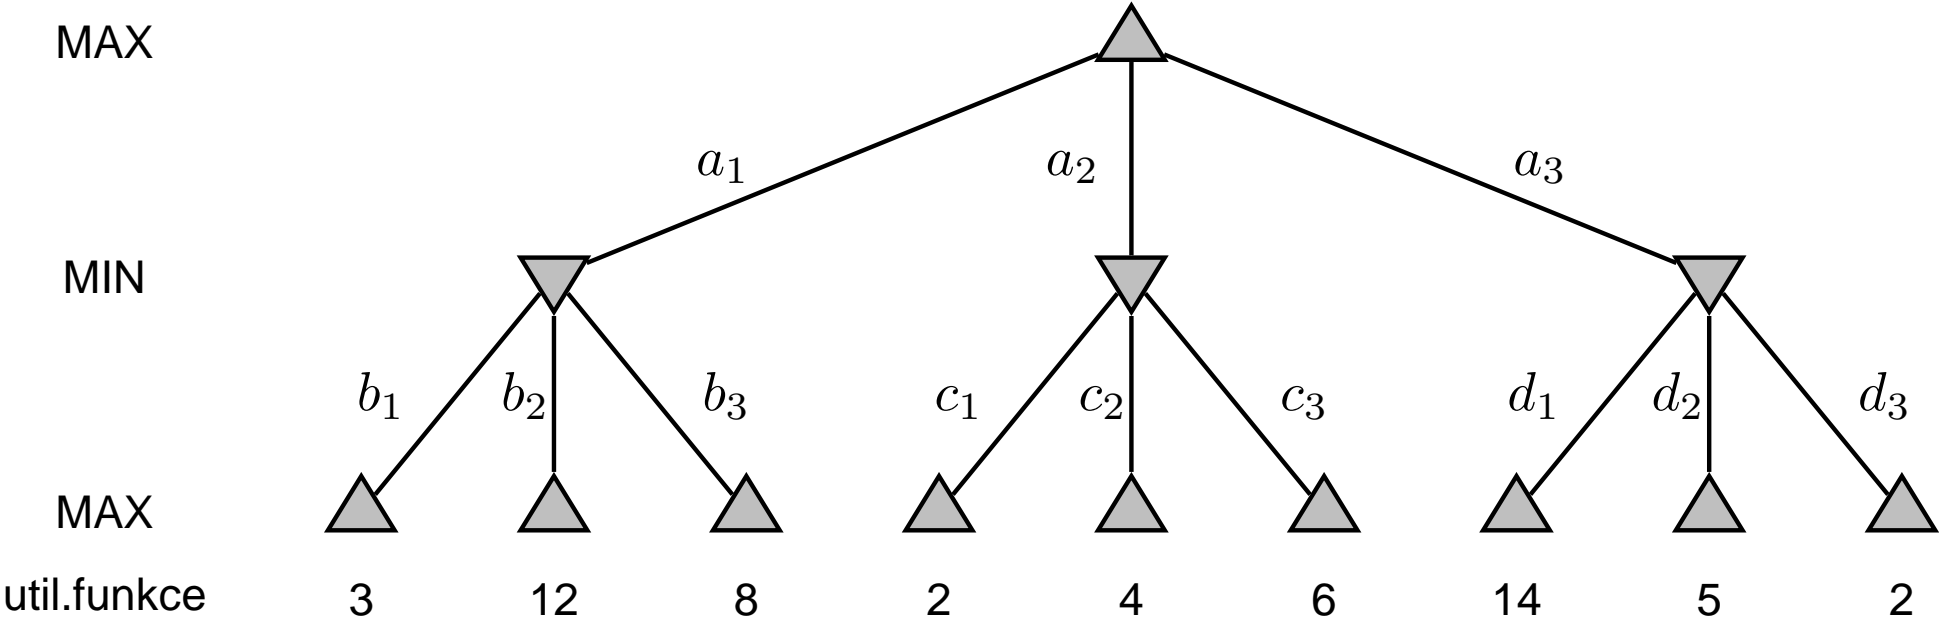 MAX
a1 a2 a3
MIN
b1 b2 b3 c1 c2 c3 d1 d2 d3
MAX
util.funkce 3 12 8 2 4 6 14 5 2